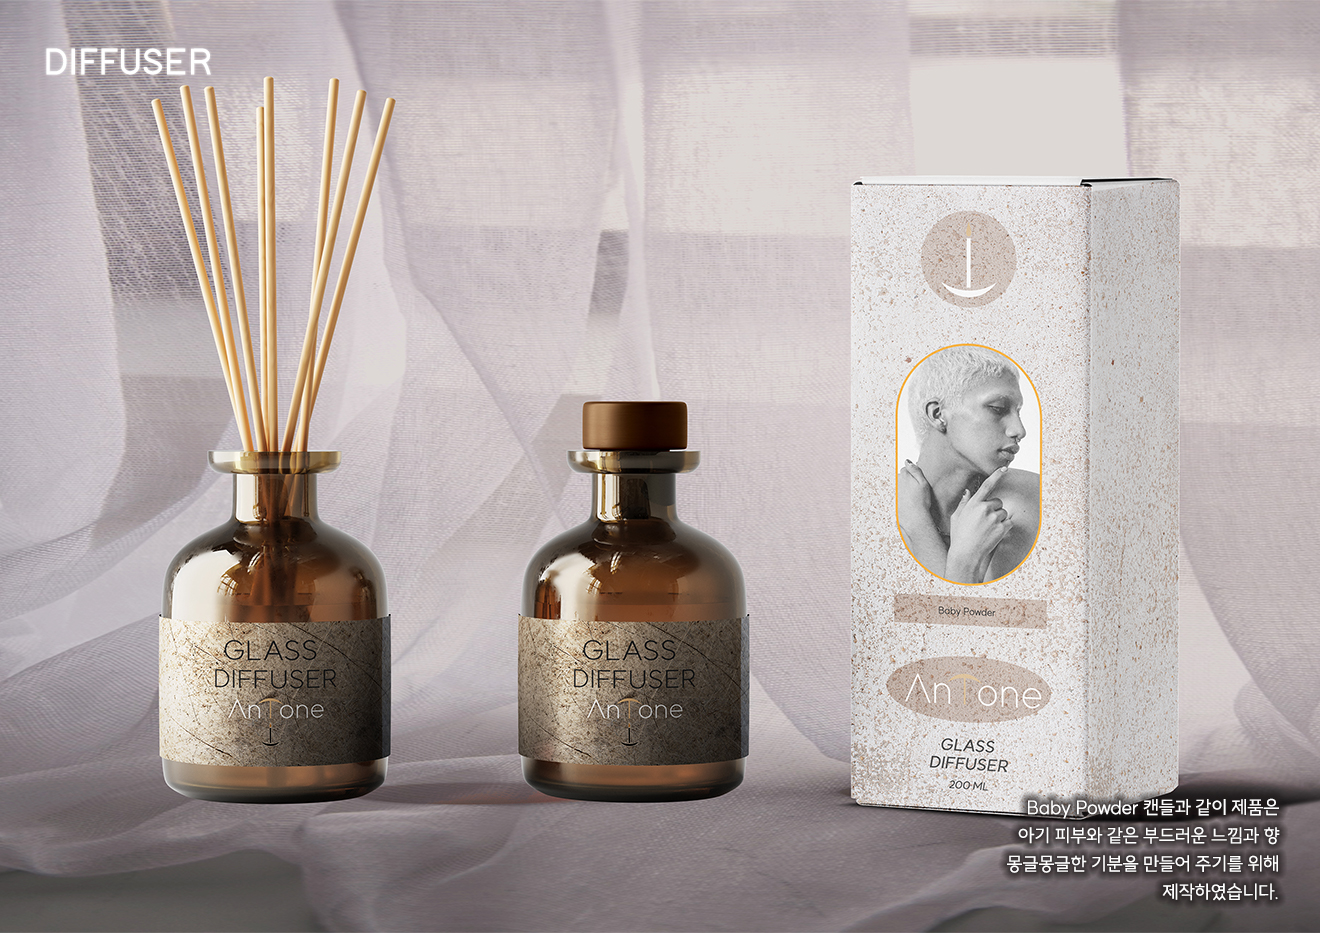 DIFFUSER
GLASS
DIFFUSER
AnTone
GLASS
DIFFUSER
AnTone
Baby Powder
AnTone
GLASS
DIFFUSER
200 ML
Baby Powder 캔들과 같이 제품은
아기 피부와 같은 부드러운 느낌과 향
몽글몽글한 기분을 만들어 주기를 위해
제작하였습니다.